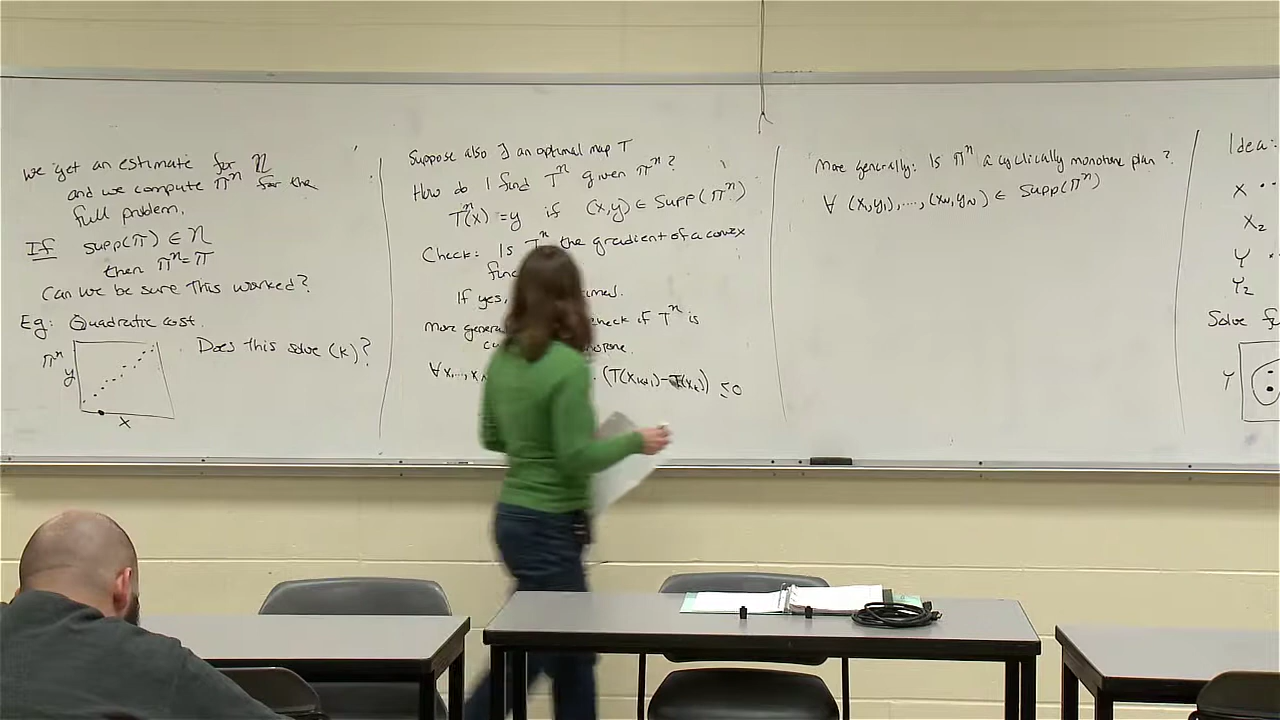 we get an estimate for 𝒩
and we compute π^𝒩 for the
full problem.
If supp(π) ∈ 𝒩
then π^𝒩 = π
Can we be sure this worked?
Eg: Quadratic cost.
Does this solve (K)?
π^𝒩
y
x
Suppose also ∃ an optimal map T
How do I find T^𝒩 given π^𝒩?
T^𝒩(x) = y if (x,y) ∈ supp(π^𝒩)
Check: Is T^𝒩 the gradient of a convex
If yes,
More check if T^𝒩 is
∀ x,..., (T(x_{k+1}) - T(x_k)) ≤ 0
More generally: Is π^𝒩 a cyclically monotone plan?
∀ (x,y_1),...,(x_N,y_N) ∈ supp(π^𝒩)
Idea:
X
X_2
Y
Y_2
Solve
Y